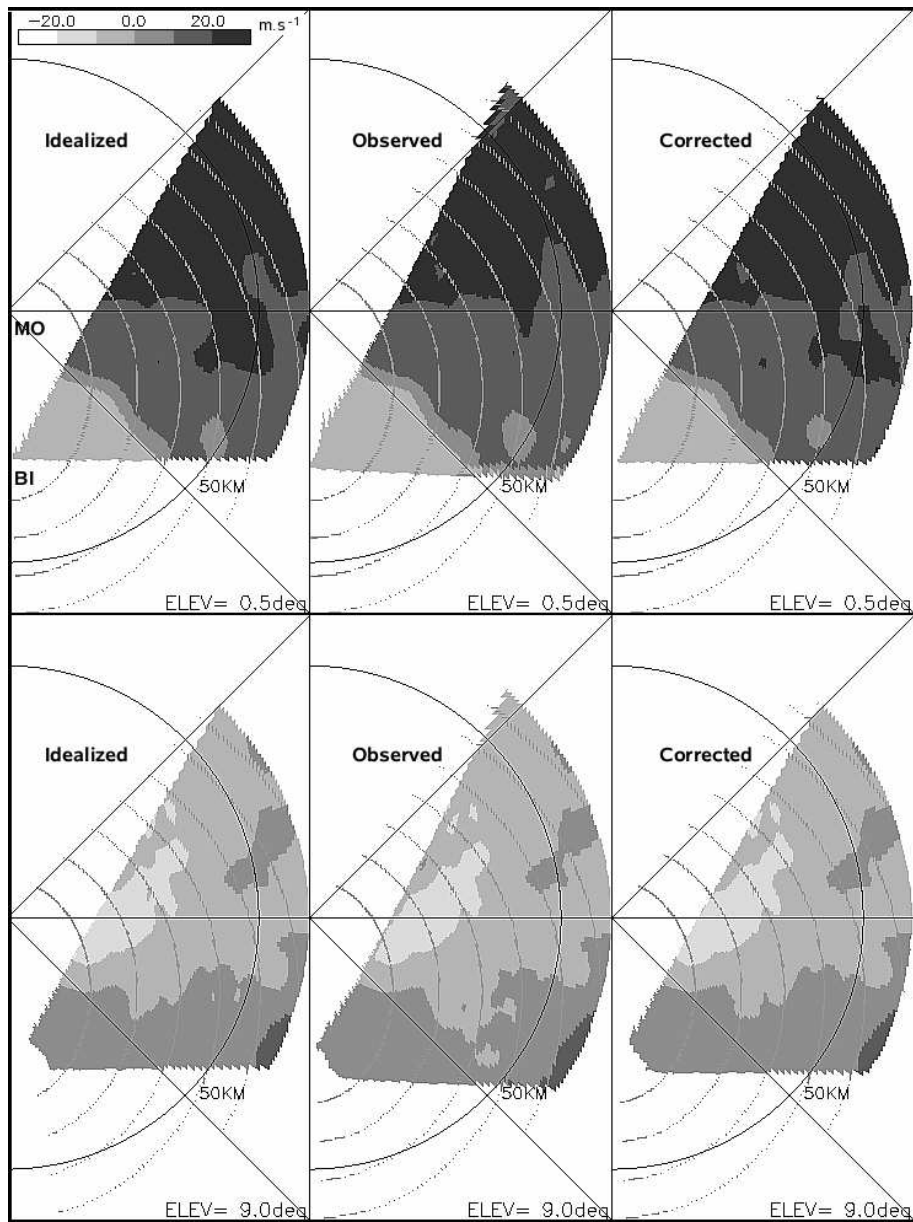 −20.0 0.0 20.0 m.s⁻¹
Idealized Observed Corrected
MO
BI
50KM 50KM 50KM
ELEV= 0.5deg ELEV= 0.5deg ELEV= 0.5deg
Idealized Observed Corrected
50KM 50KM 50KM
ELEV= 9.0deg ELEV= 9.0deg ELEV= 9.0deg